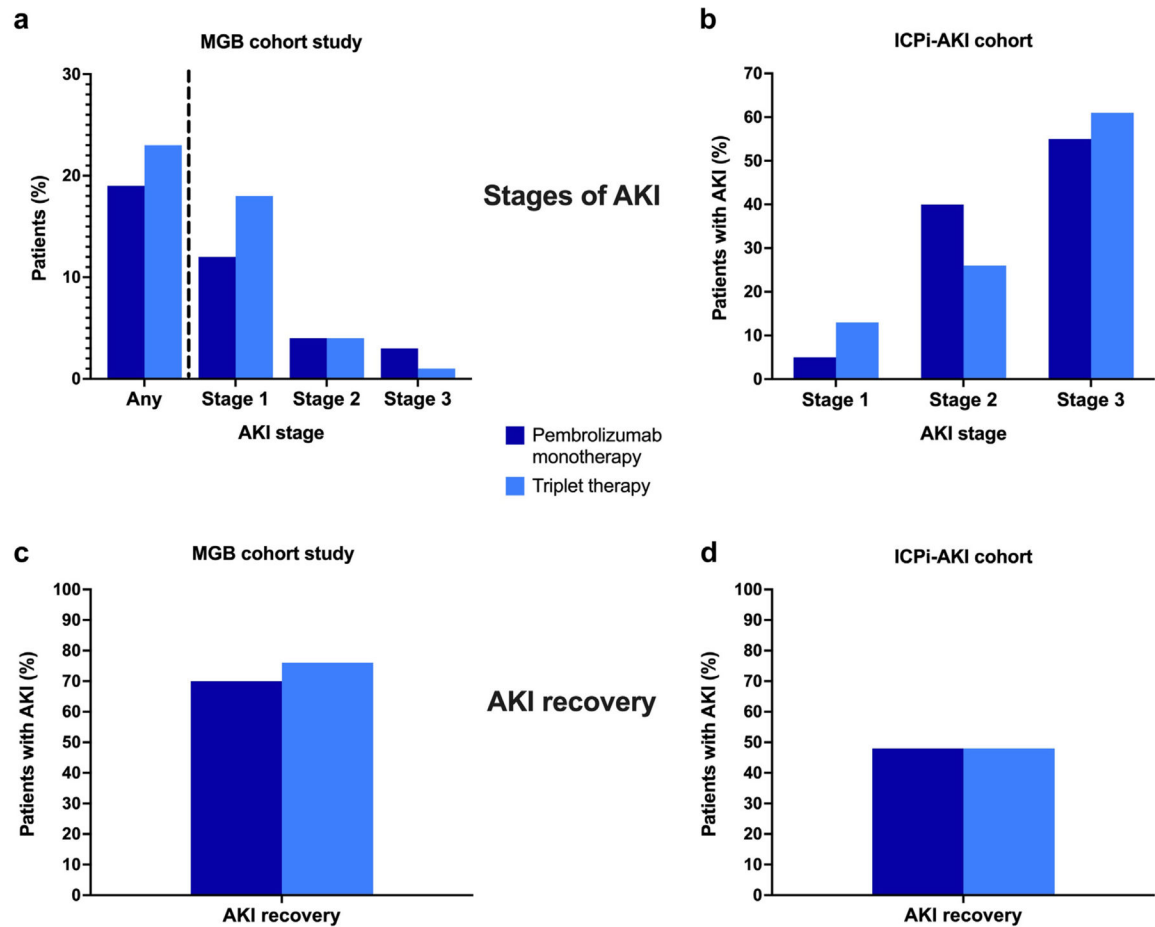 a
MGB cohort study
30
20
10
0
Patients (%)
Any
Stage 1
Stage 2
Stage 3
AKI stage
Stages of AKI
b
ICPi-AKI cohort
70
60
50
40
30
20
10
0
Patients with AKI (%)
Stage 1
Stage 2
Stage 3
AKI stage
Pembrolizumab
monotherapy
Triplet therapy
c
MGB cohort study
100
90
80
70
60
50
40
30
20
10
0
Patients with AKI (%)
AKI recovery
AKI recovery
d
ICPi-AKI cohort
100
90
80
70
60
50
40
30
20
10
0
Patients with AKI (%)
AKI recovery